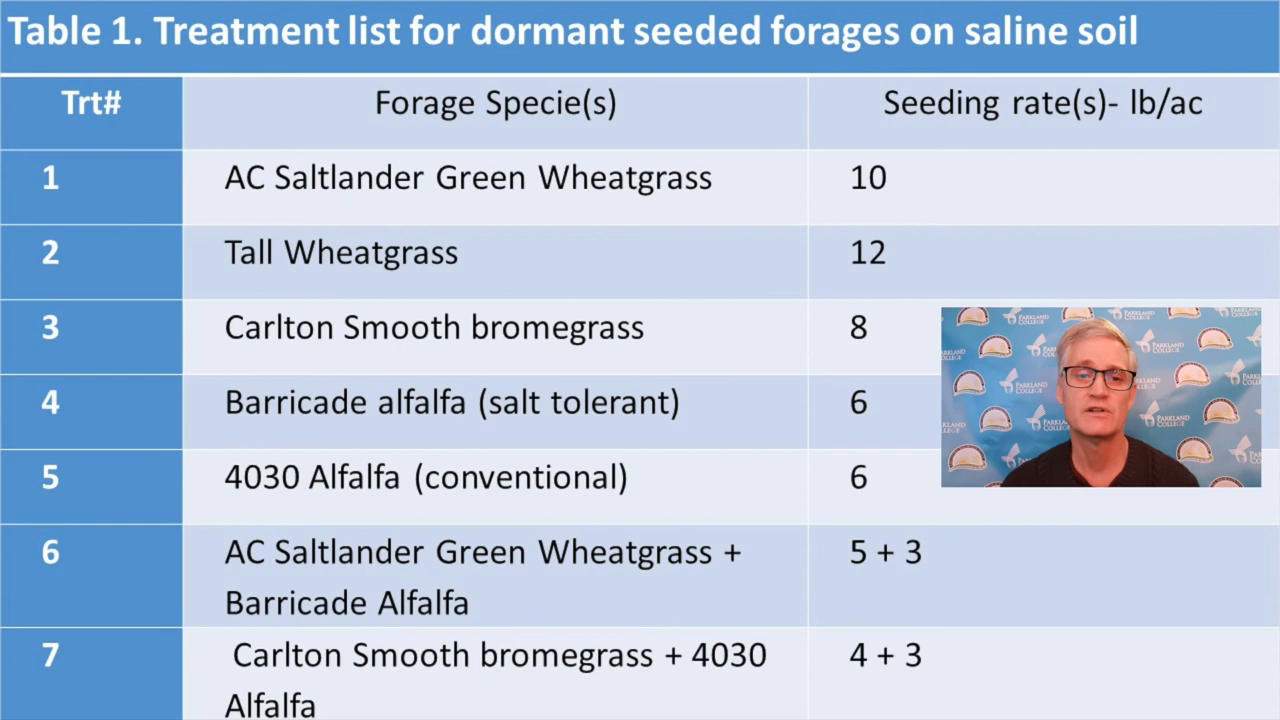 Table 1. Treatment list for dormant seeded forages on saline soil
Trt# Forage Specie(s) Seeding rate(s)- lb/ac
1 AC Saltlander Green Wheatgrass 10
2 Tall Wheatgrass 12
3 Carlton Smooth bromegrass 8
4 Barricade alfalfa (salt tolerant) 6
5 4030 Alfalfa (conventional) 6
6 AC Saltlander Green Wheatgrass + 5 + 3
Barricade Alfalfa
7 Carlton Smooth bromegrass + 4030 4 + 3
Alfalfa
PARKLAND COLLEGE